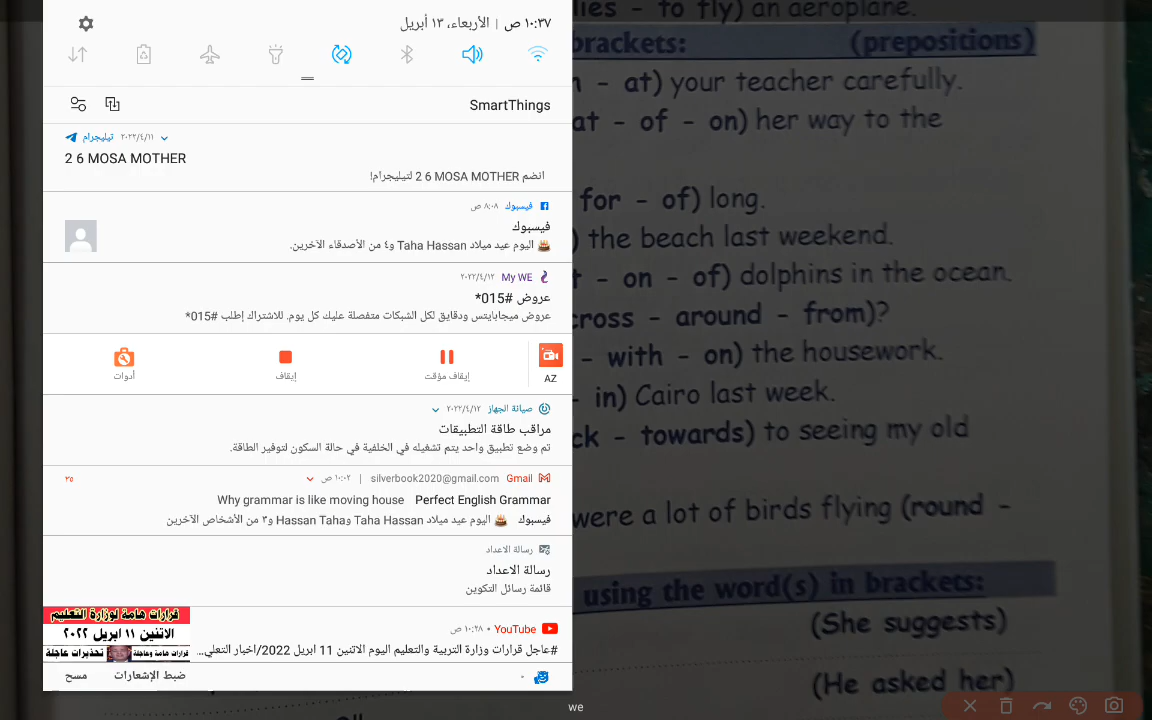 ١٠:٣٧ ص | الأربعاء، ١٣ أبريل
SmartThings
تيليجرام ٢٠٢٢/٤/١١
2 6 MOSA MOTHER
انضم 2 6 MOSA MOTHER لتيليجرام!
فيسبوك ٨:٠٨ ص
فيسبوك
🎂 اليوم عيد ميلاد Taha Hassan و٤ من الأصدقاء الآخرين.
My WE ٢٠٢٢/٤/١٢
عروض #015*
عروض ميجابايتس ودقايق لكل الشبكات متفصلة عليك كل يوم. للاشتراك إطلب #015*
AZ
إيقاف مؤقت
إيقاف
أدوات
صيانة الجهاز ٢٠٢٢/٤/١٢
مراقب طاقة التطبيقات
تم وضع تطبيق واحد يتم تشغيله في الخلفية في حالة السكون لتوفير الطاقة.
Gmail silverbook2020@gmail.com | ١٠:٠٢ ص
٣٥
Perfect English Grammar Why grammar is like moving house
فيسبوك 🎂 اليوم عيد ميلاد Taha Hassan وHassan Taha و٣ من الأشخاص الآخرين
رسالة الاعداد
رسالة الاعداد
قائمة رسائل التكوين
YouTube • ١٠:٢٨ ص
#عاجل قرارات وزارة التربية والتعليم اليوم الاتنين 11 ابريل 2022/اخبار التعلي...
قرارات هامة لوزارة التعليم
الاتنين ١١ ابريل ٢٠٢٢
قرارات هامة وعاجلة
تحذيرات عاجلة
ضبط الإشعارات
مسح
lies - to fly) an aeroplane.
brackets: (prepositions)
- at) your teacher carefully.
at - of - on) her way to the
for - of) long.
) the beach last weekend.
- on - of) dolphins in the ocean.
cross - around - from)?
- with - on) the housework.
- in) Cairo last week.
ck - towards) to seeing my old
were a lot of birds flying (round -
using the word(s) in brackets:
(She suggests)
(He asked her)
we